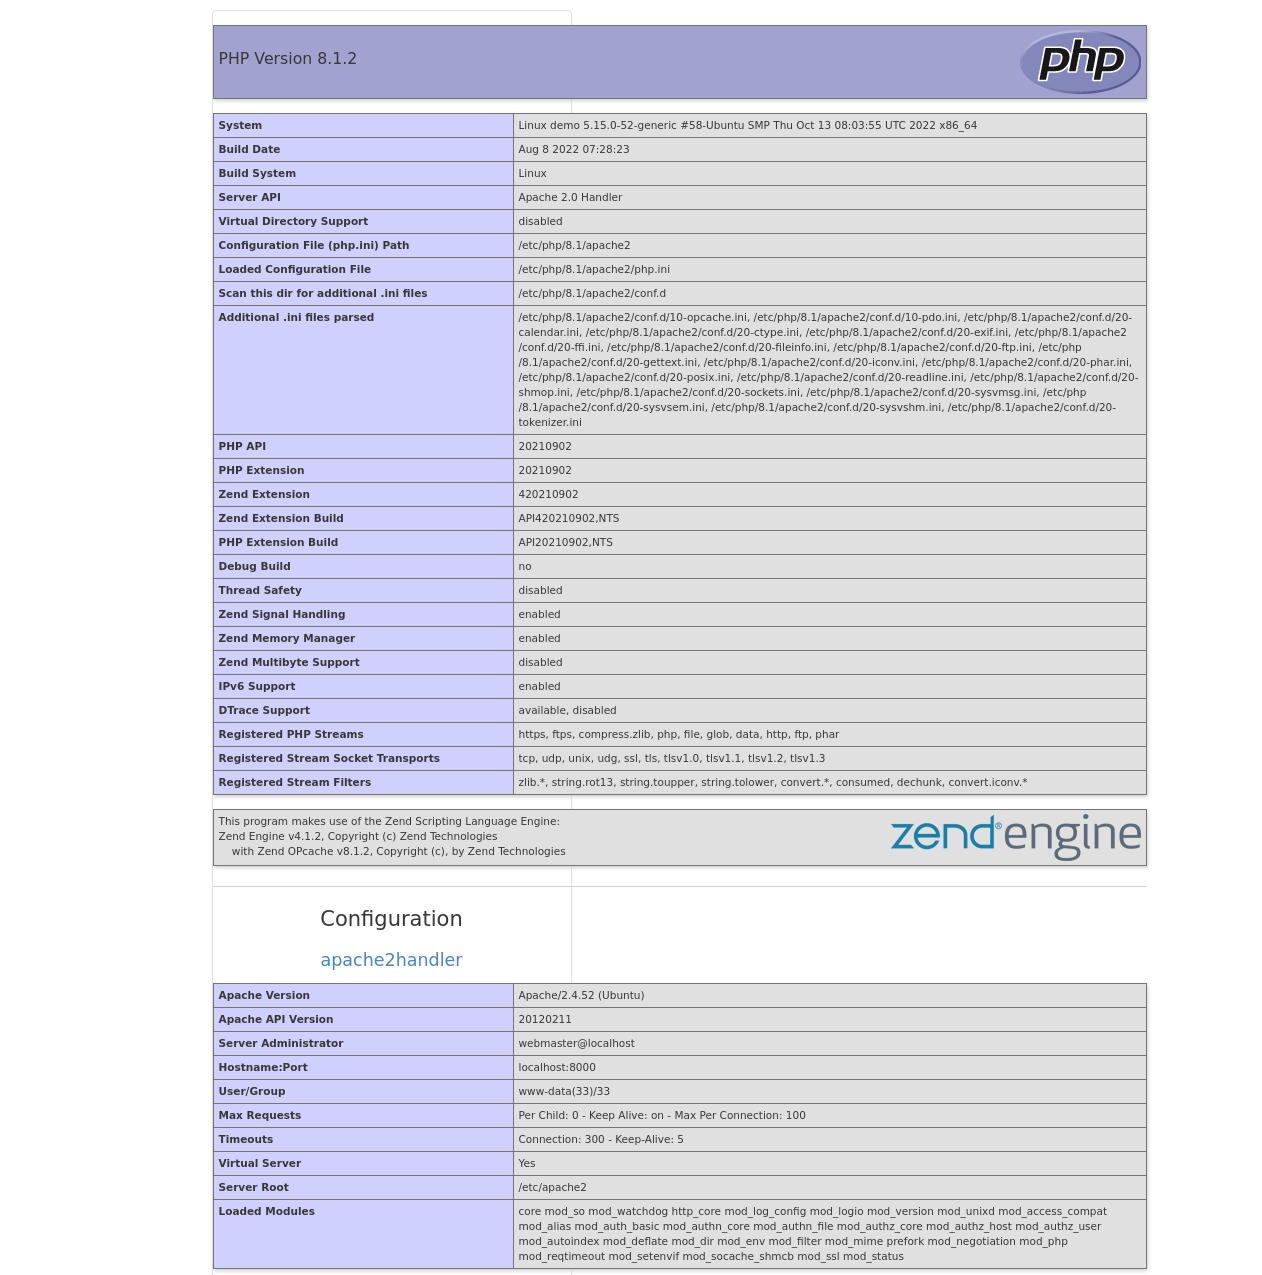 PHP Version 8.1.2
php
System Linux demo 5.15.0-52-generic #58-Ubuntu SMP Thu Oct 13 08:03:55 UTC 2022 x86_64
Build Date Aug 8 2022 07:28:23
Build System Linux
Server API Apache 2.0 Handler
Virtual Directory Support disabled
Configuration File (php.ini) Path /etc/php/8.1/apache2
Loaded Configuration File /etc/php/8.1/apache2/php.ini
Scan this dir for additional .ini files /etc/php/8.1/apache2/conf.d
Additional .ini files parsed /etc/php/8.1/apache2/conf.d/10-opcache.ini, /etc/php/8.1/apache2/conf.d/10-pdo.ini, /etc/php/8.1/apache2/conf.d/20-
calendar.ini, /etc/php/8.1/apache2/conf.d/20-ctype.ini, /etc/php/8.1/apache2/conf.d/20-exif.ini, /etc/php/8.1/apache2
/conf.d/20-ffi.ini, /etc/php/8.1/apache2/conf.d/20-fileinfo.ini, /etc/php/8.1/apache2/conf.d/20-ftp.ini, /etc/php
/8.1/apache2/conf.d/20-gettext.ini, /etc/php/8.1/apache2/conf.d/20-iconv.ini, /etc/php/8.1/apache2/conf.d/20-phar.ini,
/etc/php/8.1/apache2/conf.d/20-posix.ini, /etc/php/8.1/apache2/conf.d/20-readline.ini, /etc/php/8.1/apache2/conf.d/20-
shmop.ini, /etc/php/8.1/apache2/conf.d/20-sockets.ini, /etc/php/8.1/apache2/conf.d/20-sysvmsg.ini, /etc/php
/8.1/apache2/conf.d/20-sysvsem.ini, /etc/php/8.1/apache2/conf.d/20-sysvshm.ini, /etc/php/8.1/apache2/conf.d/20-
tokenizer.ini
PHP API 20210902
PHP Extension 20210902
Zend Extension 420210902
Zend Extension Build API420210902,NTS
PHP Extension Build API20210902,NTS
Debug Build no
Thread Safety disabled
Zend Signal Handling enabled
Zend Memory Manager enabled
Zend Multibyte Support disabled
IPv6 Support enabled
DTrace Support available, disabled
Registered PHP Streams https, ftps, compress.zlib, php, file, glob, data, http, ftp, phar
Registered Stream Socket Transports tcp, udp, unix, udg, ssl, tls, tlsv1.0, tlsv1.1, tlsv1.2, tlsv1.3
Registered Stream Filters zlib.*, string.rot13, string.toupper, string.tolower, convert.*, consumed, dechunk, convert.iconv.*
This program makes use of the Zend Scripting Language Engine:
Zend Engine v4.1.2, Copyright (c) Zend Technologies
with Zend OPcache v8.1.2, Copyright (c), by Zend Technologies
zend® engine
Configuration
apache2handler
Apache Version Apache/2.4.52 (Ubuntu)
Apache API Version 20120211
Server Administrator webmaster@localhost
Hostname:Port localhost:8000
User/Group www-data(33)/33
Max Requests Per Child: 0 - Keep Alive: on - Max Per Connection: 100
Timeouts Connection: 300 - Keep-Alive: 5
Virtual Server Yes
Server Root /etc/apache2
Loaded Modules core mod_so mod_watchdog http_core mod_log_config mod_logio mod_version mod_unixd mod_access_compat
mod_alias mod_auth_basic mod_authn_core mod_authn_file mod_authz_core mod_authz_host mod_authz_user
mod_autoindex mod_deflate mod_dir mod_env mod_filter mod_mime prefork mod_negotiation mod_php
mod_reqtimeout mod_setenvif mod_socache_shmcb mod_ssl mod_status